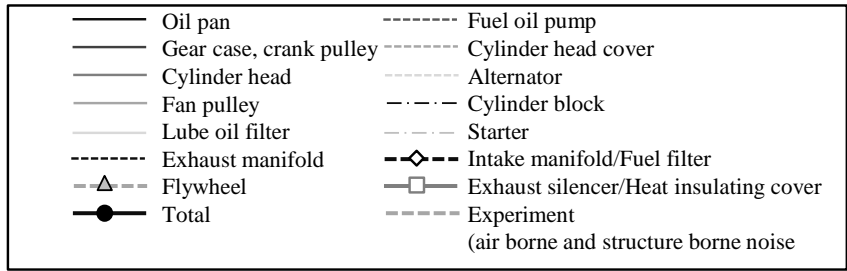 Oil pan
Gear case, crank pulley
Cylinder head
Fan pulley
Lube oil filter
Exhaust manifold
Flywheel
Total
Fuel oil pump
Cylinder head cover
Alternator
Cylinder block
Starter
Intake manifold/Fuel filter
Exhaust silencer/Heat insulating cover
Experiment
(air borne and structure borne noise